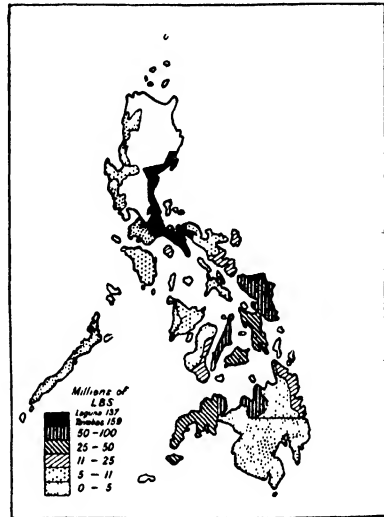 Millions of
LBS
Laguna 137
Tayabas 159
50 - 100
25 - 50
11 - 25
5 - 11
0 - 5